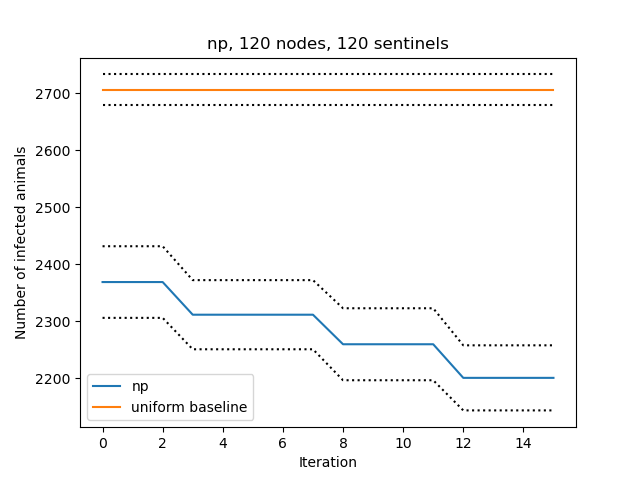 np, 120 nodes, 120 sentinels
Number of infected animals
2700
2600
2500
2400
2300
2200
np
uniform baseline
0 2 4 6 8 10 12 14
Iteration